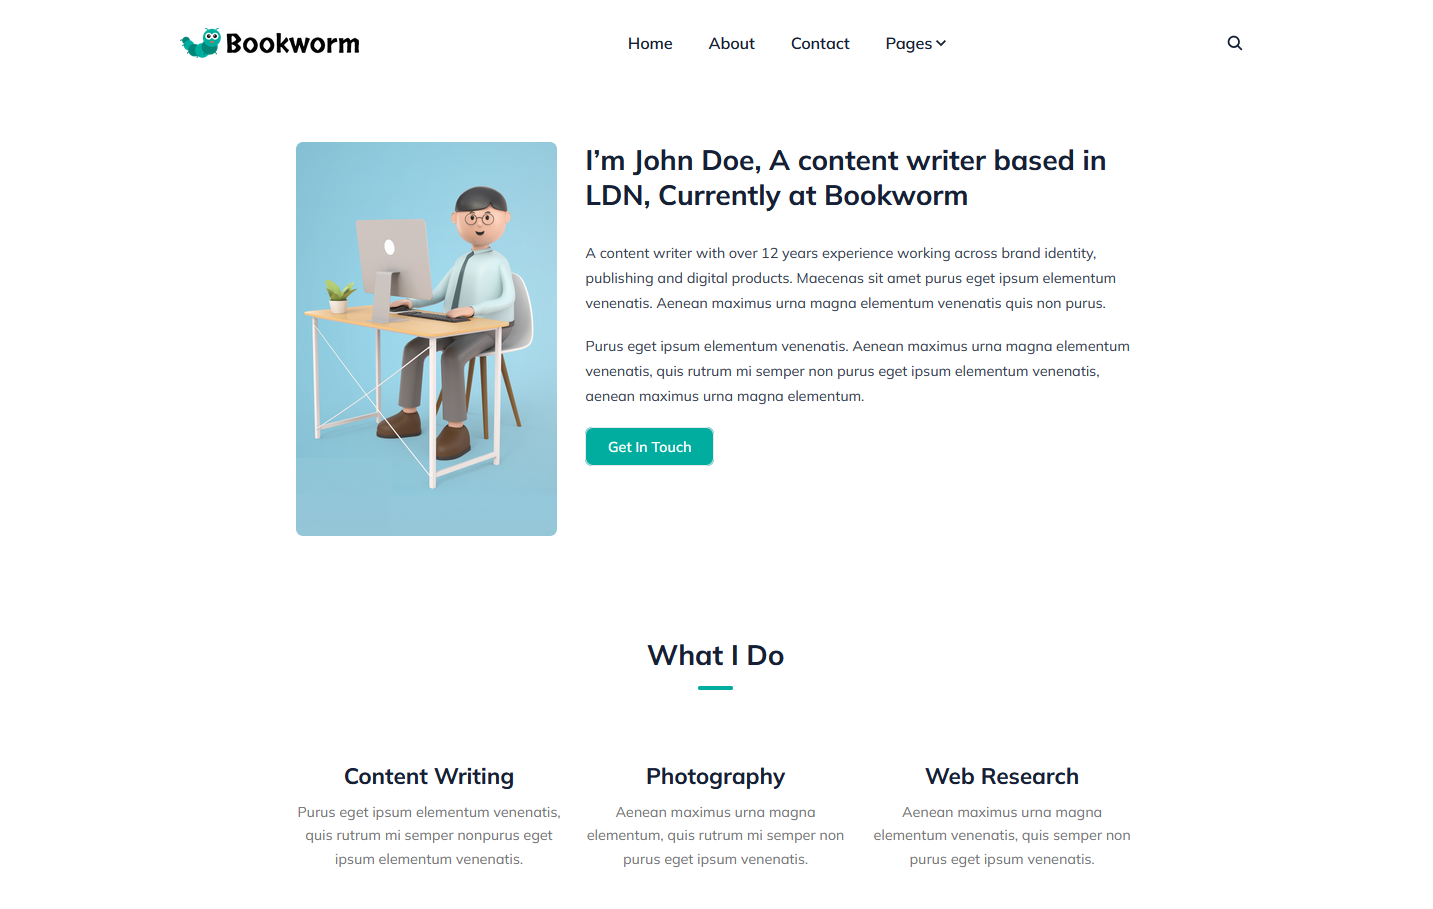 Bookworm
Home About Contact Pages
I’m John Doe, A content writer based in
LDN, Currently at Bookworm
A content writer with over 12 years experience working across brand identity,
publishing and digital products. Maecenas sit amet purus eget ipsum elementum
venenatis. Aenean maximus urna magna elementum venenatis quis non purus.
Purus eget ipsum elementum venenatis. Aenean maximus urna magna elementum
venenatis, quis rutrum mi semper non purus eget ipsum elementum venenatis,
aenean maximus urna magna elementum.
Get In Touch
What I Do
Content Writing
Purus eget ipsum elementum venenatis,
quis rutrum mi semper nonpurus eget
ipsum elementum venenatis.
Photography
Aenean maximus urna magna
elementum, quis rutrum mi semper non
purus eget ipsum venenatis.
Web Research
Aenean maximus urna magna
elementum venenatis, quis semper non
purus eget ipsum venenatis.